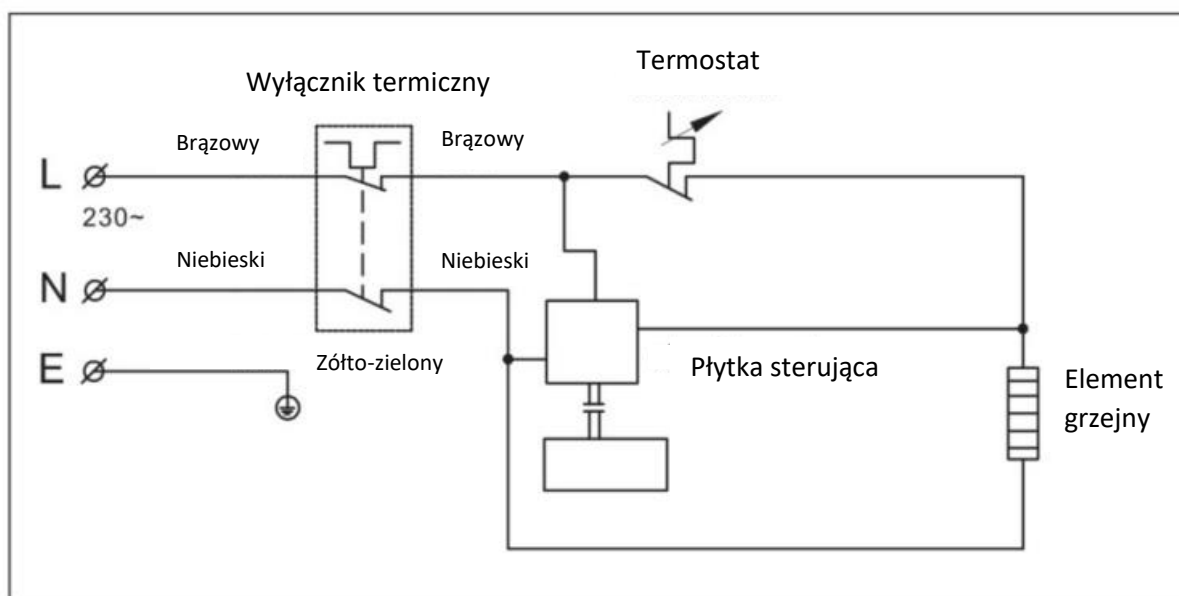 Termostat
Wyłącznik termiczny
Brązowy
Brązowy
L
230~
Niebieski
Niebieski
N
Zółto-zielony
E
Płytka sterująca
Element
grzejny